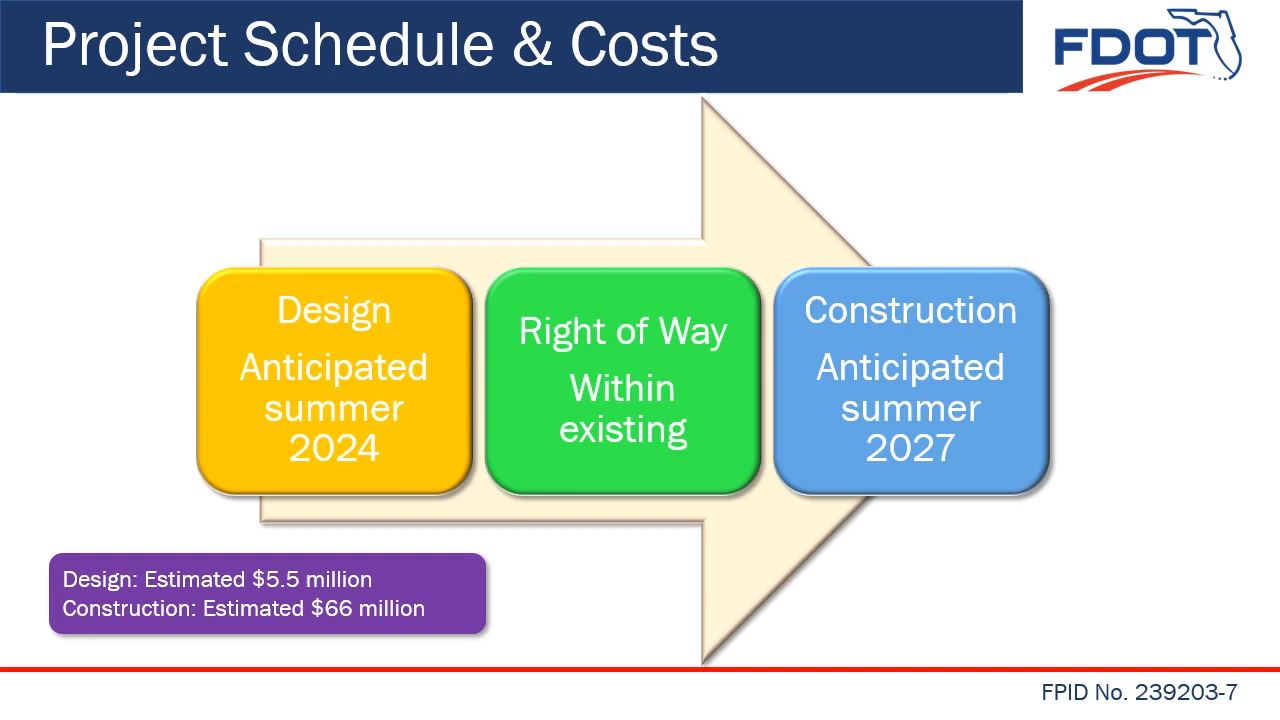 Project Schedule & Costs
FDOT
Design
Anticipated
summer
2024
Right of Way
Within
existing
Construction
Anticipated
summer
2027
Design: Estimated $5.5 million
Construction: Estimated $66 million
FPID No. 239203-7